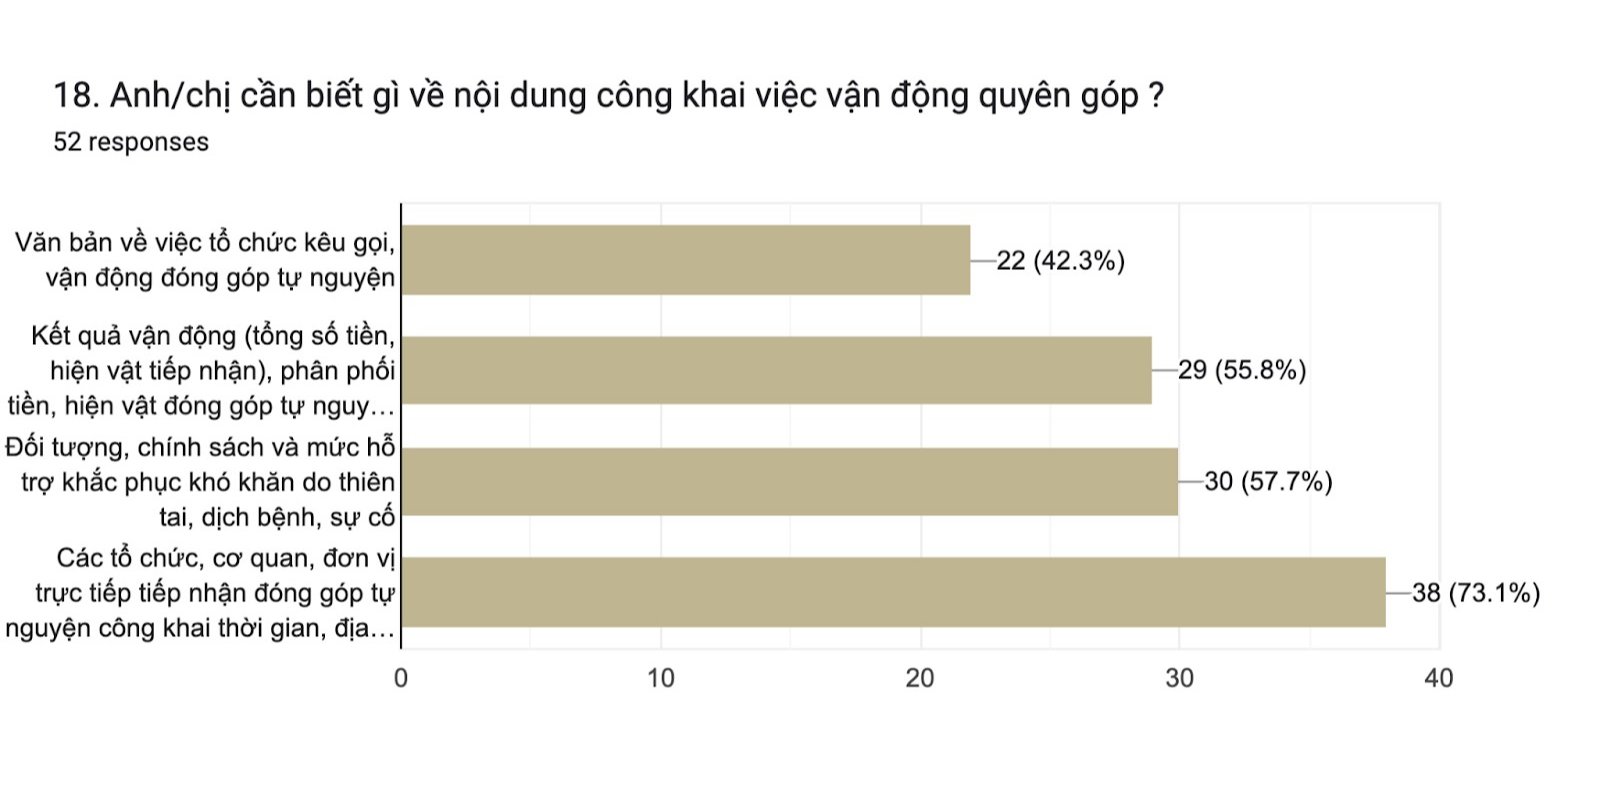 18. Anh/chị cần biết gì về nội dung công khai việc vận động quyên góp ?
52 responses
Văn bản về việc tổ chức kêu gọi,
vận động đóng góp tự nguyện
22 (42.3%)
Kết quả vận động (tổng số tiền,
hiện vật tiếp nhận), phân phối
tiền, hiện vật đóng góp tự nguy…
29 (55.8%)
Đối tượng, chính sách và mức hỗ
trợ khắc phục khó khăn do thiên
tai, dịch bệnh, sự cố
30 (57.7%)
Các tổ chức, cơ quan, đơn vị
trực tiếp tiếp nhận đóng góp tự
nguyện công khai thời gian, địa…
38 (73.1%)
0 10 20 30 40